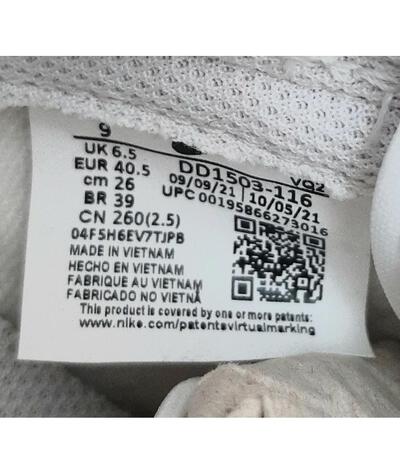 9
UK 6.5
EUR 40.5
cm 26
BR 39
CN 260(2.5)
DD1503-116 VQ2
09/09/21 10/05/21
UPC 00195866273016
04F5H6EV7TJPB
MADE IN VIETNAM
HECHO EN VIETNAM
FABRIQUE AU VIETNAM
FABRICADO NO VIETNÃ
This product is covered by one or more patents:
www.nike.com/patentsvirtualmarking